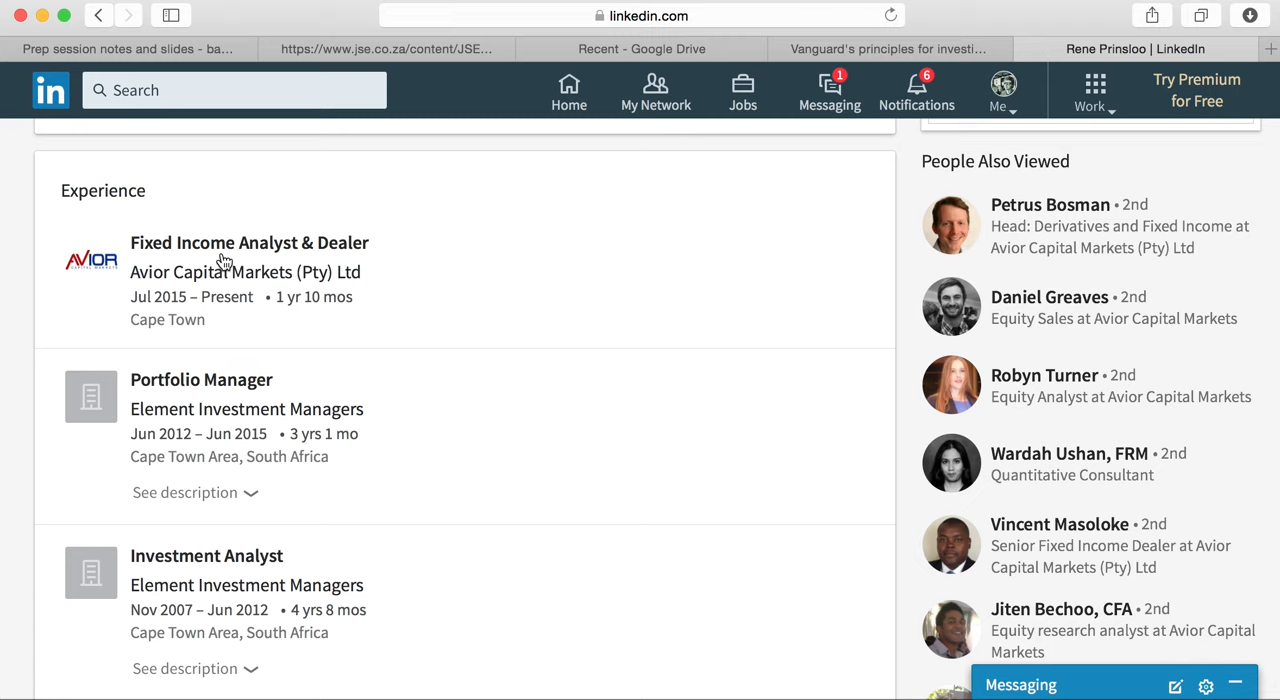 linkedin.com
Prep session notes and slides - ba...
https://www.jse.co.za/content/JSE...
Recent - Google Drive
Vanguard's principles for investi...
Rene Prinsloo | LinkedIn
in
Search
Home
My Network
Jobs
1
Messaging
6
Notifications
Me
Work
Try Premium
for Free
Experience
AVIOR
CAPITAL MARKETS
Fixed Income Analyst & Dealer
Avior Capital Markets (Pty) Ltd
Jul 2015 – Present • 1 yr 10 mos
Cape Town
Portfolio Manager
Element Investment Managers
Jun 2012 – Jun 2015 • 3 yrs 1 mo
Cape Town Area, South Africa
See description
Investment Analyst
Element Investment Managers
Nov 2007 – Jun 2012 • 4 yrs 8 mos
Cape Town Area, South Africa
See description
People Also Viewed
Petrus Bosman • 2nd
Head: Derivatives and Fixed Income at
Avior Capital Markets (Pty) Ltd
Daniel Greaves • 2nd
Equity Sales at Avior Capital Markets
Robyn Turner • 2nd
Equity Analyst at Avior Capital Markets
Wardah Ushan, FRM • 2nd
Quantitative Consultant
Vincent Masoloke • 2nd
Senior Fixed Income Dealer at Avior
Capital Markets (Pty) Ltd
Jiten Bechoo, CFA • 2nd
Equity research analyst at Avior Capital
Markets
Messaging